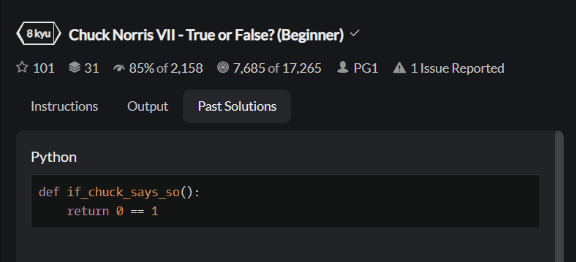 8 kyu Chuck Norris VII - True or False? (Beginner)
101 31 85% of 2,158 7,685 of 17,265 PG1 1 Issue Reported
Instructions Output Past Solutions
Python
def if_chuck_says_so():
    return 0 == 1